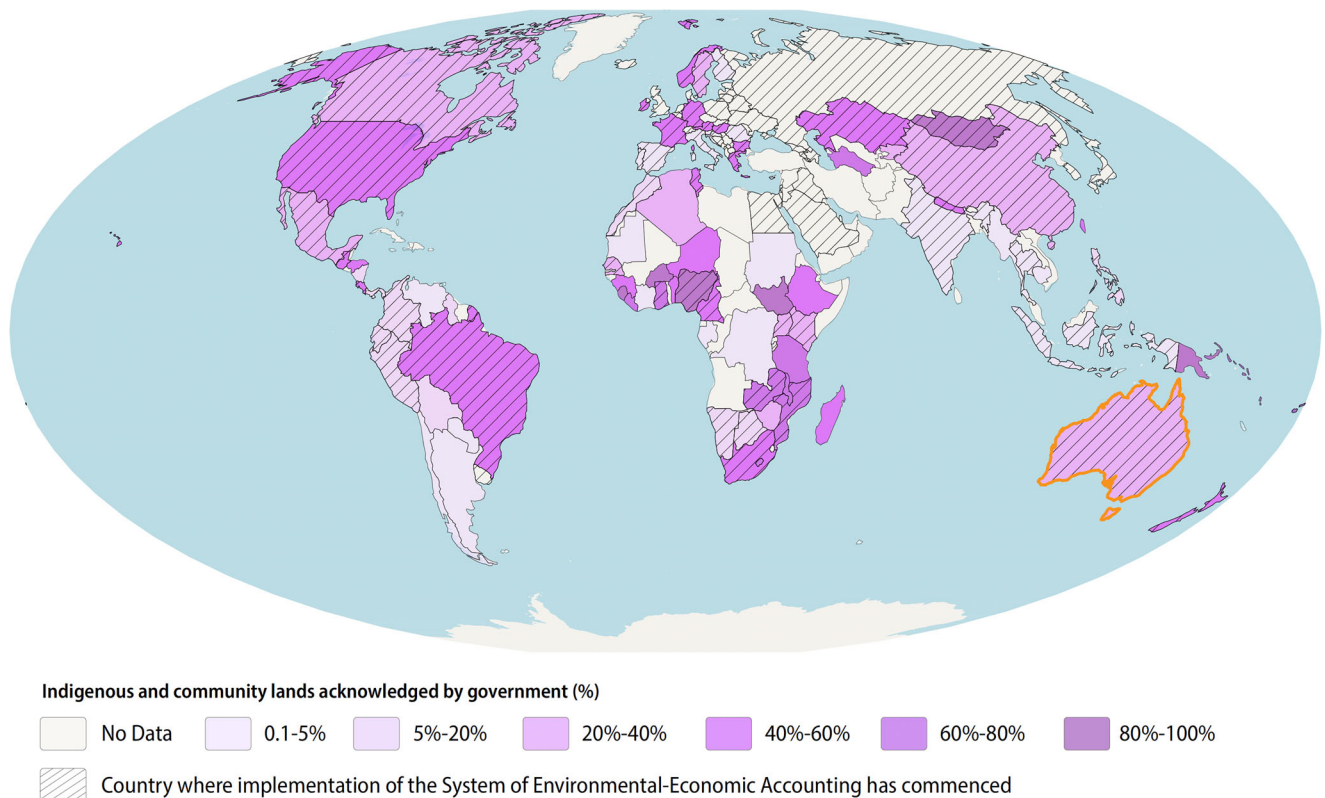 Indigenous and community lands acknowledged by government (%)
No Data 0.1-5% 5%-20% 20%-40% 40%-60% 60%-80% 80%-100%
Country where implementation of the System of Environmental-Economic Accounting has commenced